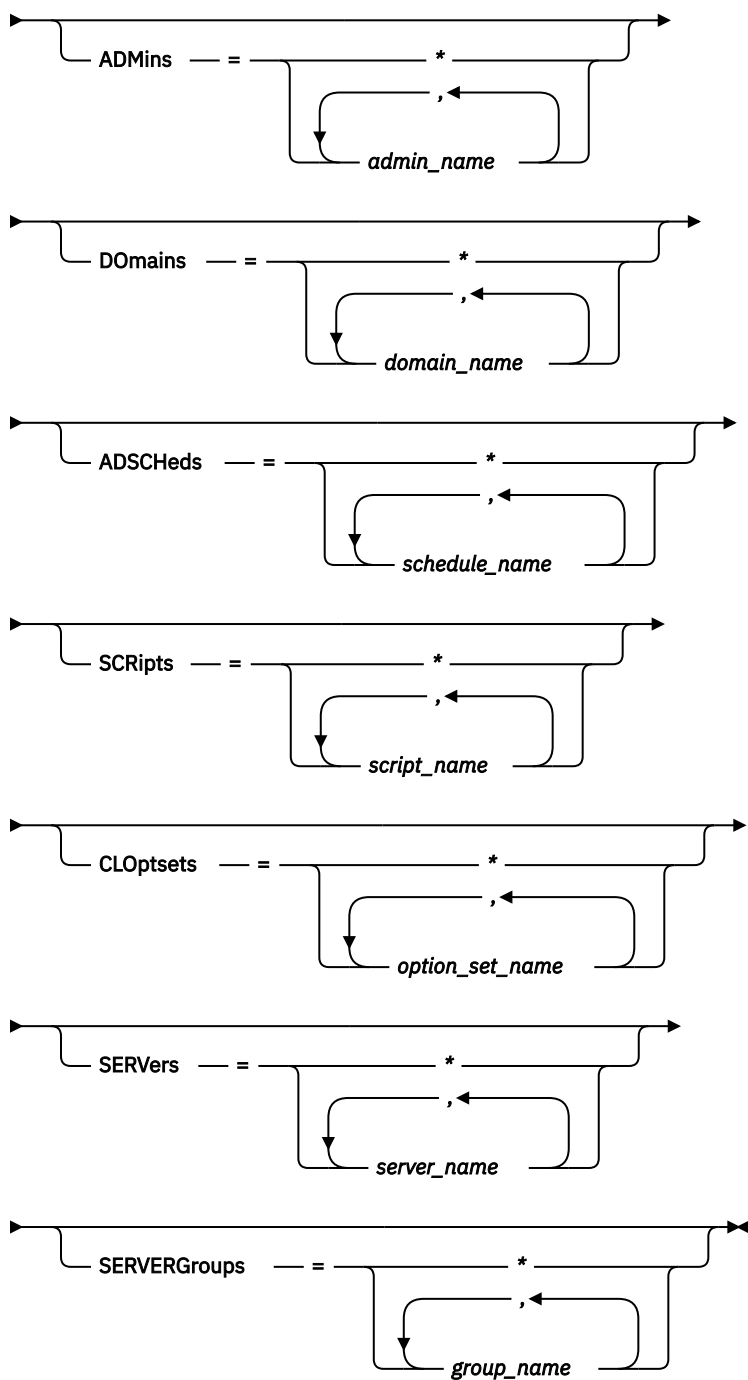 ADMins = *
,
admin_name
DOmains = *
,
domain_name
ADSCHeds = *
,
schedule_name
SCRipts = *
,
script_name
CLOptsets = *
,
option_set_name
SERVers = *
,
server_name
SERVERGroups = *
,
group_name